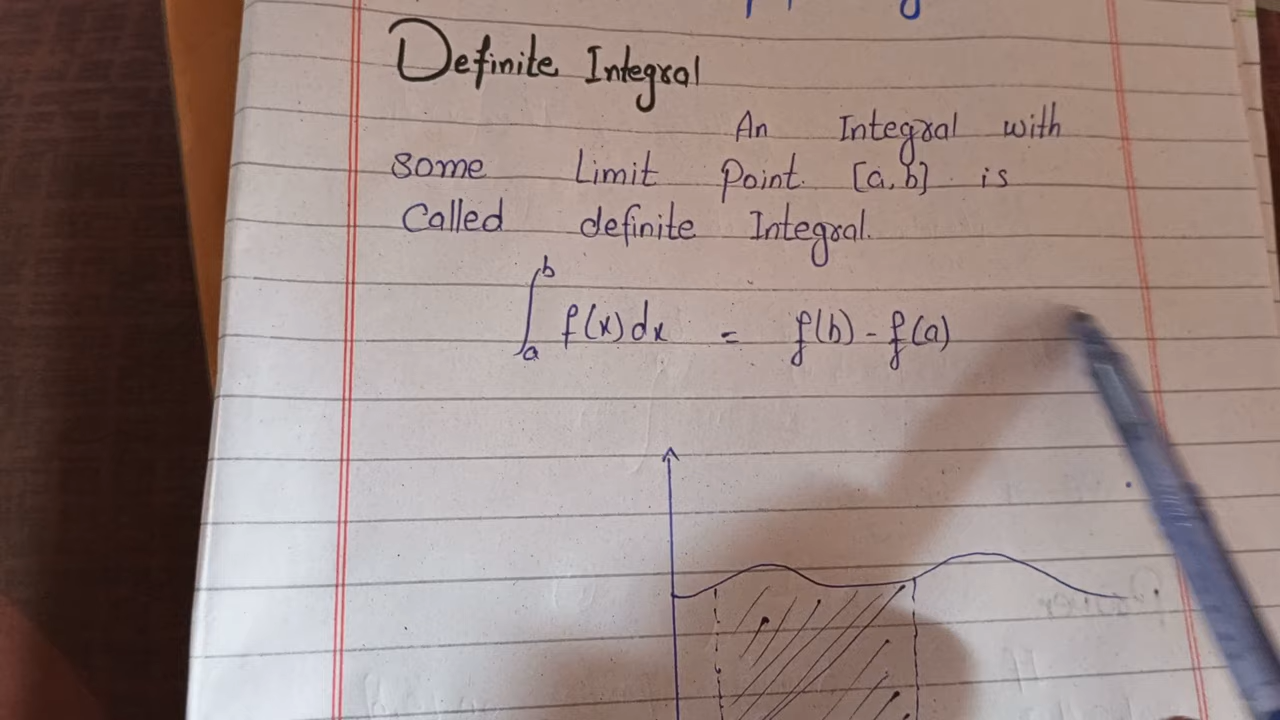 Definite Integral
An Integral with
some Limit Point [a,b] is
Called definite Integral.
∫ₐᵇ f(x)dx = f(b) - f(a)